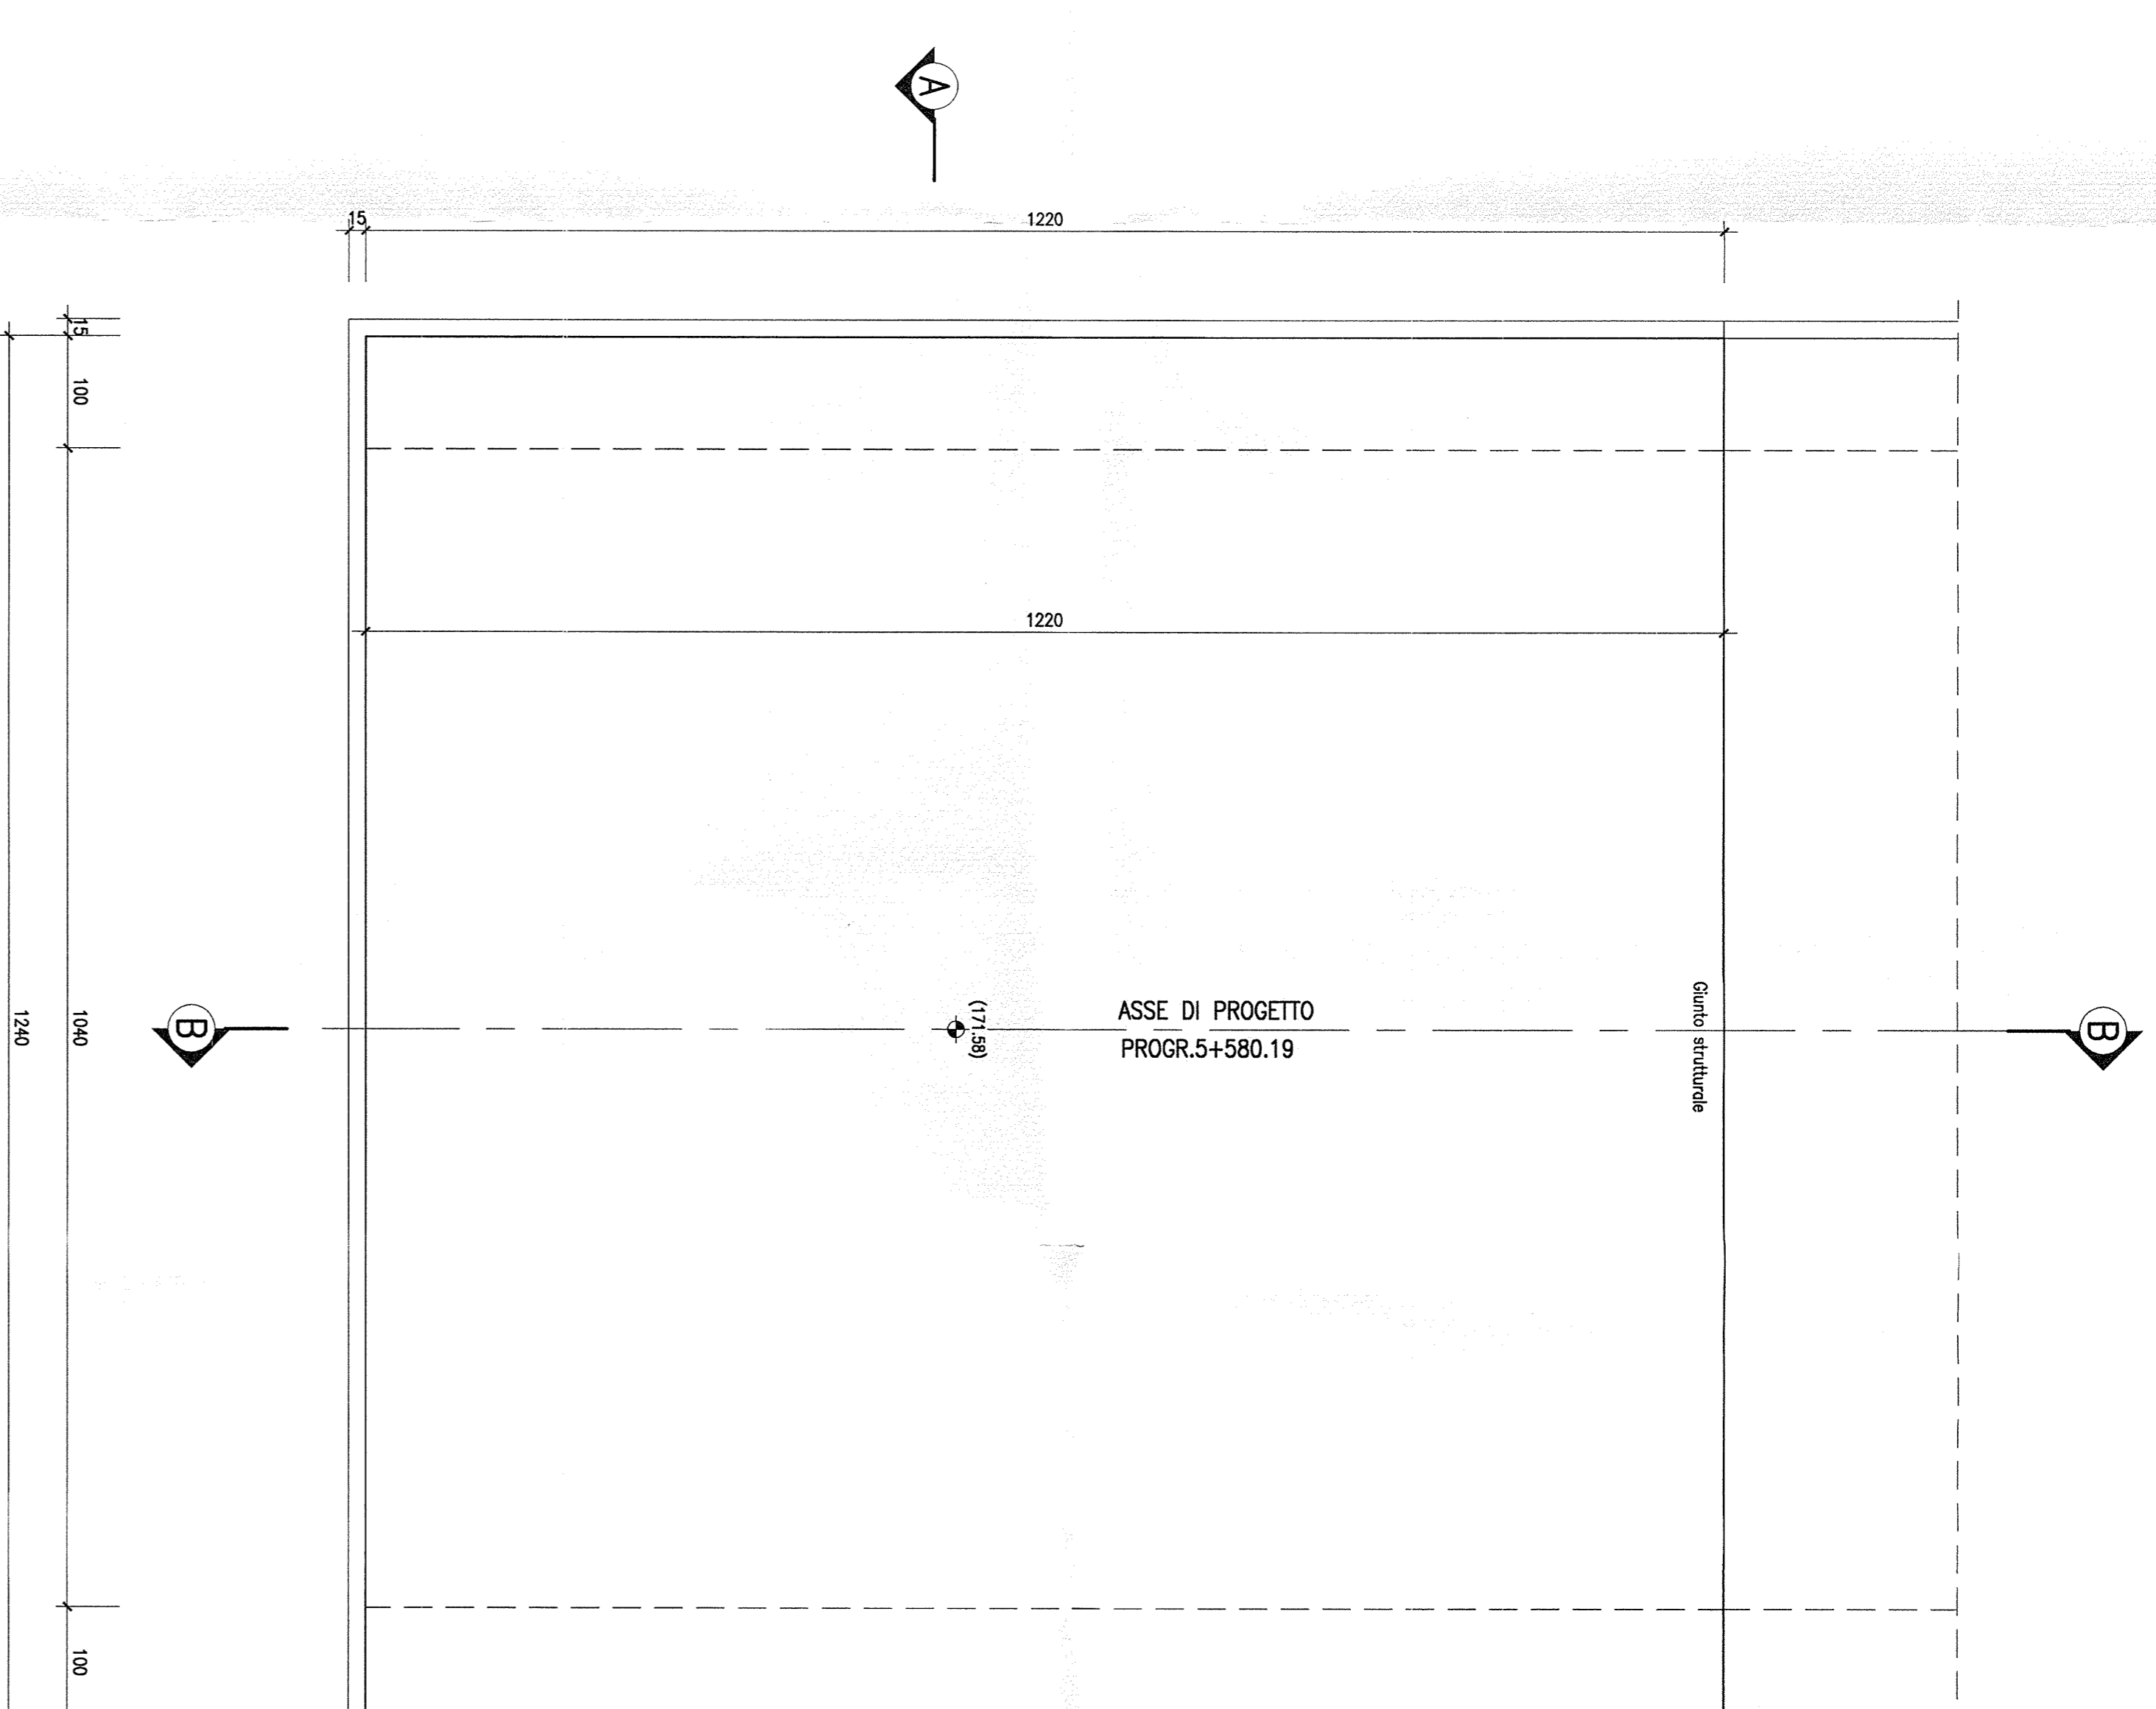 A
15
1220
15
100
1220
1040
1240
B
(171.58)
ASSE DI PROGETTO
PROGR.5+580.19
Giunto strutturale
B
100